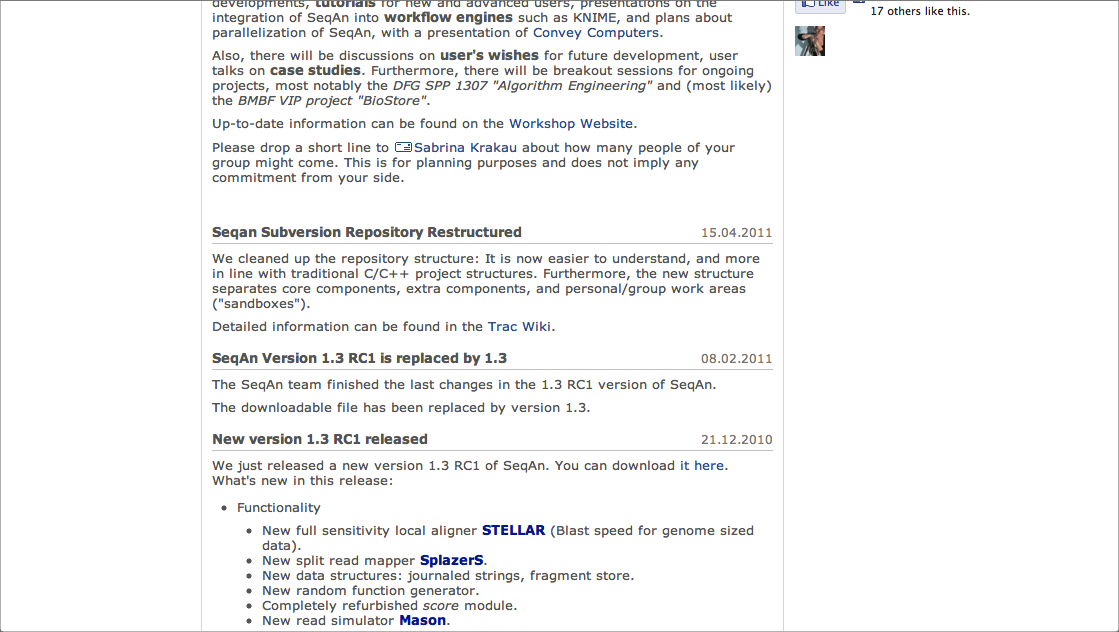 developments, tutorials for new and advanced users, presentations on the
integration of SeqAn into workflow engines such as KNIME, and plans about
parallelization of SeqAn, with a presentation of Convey Computers.
Also, there will be discussions on user's wishes for future development, user
talks on case studies. Furthermore, there will be breakout sessions for ongoing
projects, most notably the DFG SPP 1307 "Algorithm Engineering" and (most likely)
the BMBF VIP project "BioStore".
Up-to-date information can be found on the Workshop Website.
Please drop a short line to Sabrina Krakau about how many people of your
group might come. This is for planning purposes and does not imply any
commitment from your side.
Seqan Subversion Repository Restructured 15.04.2011
We cleaned up the repository structure: It is now easier to understand, and more
in line with traditional C/C++ project structures. Furthermore, the new structure
separates core components, extra components, and personal/group work areas
("sandboxes").
Detailed information can be found in the Trac Wiki.
SeqAn Version 1.3 RC1 is replaced by 1.3 08.02.2011
The SeqAn team finished the last changes in the 1.3 RC1 version of SeqAn.
The downloadable file has been replaced by version 1.3.
New version 1.3 RC1 released 21.12.2010
We just released a new version 1.3 RC1 of SeqAn. You can download it here.
What's new in this release:
• Functionality
• New full sensitivity local aligner STELLAR (Blast speed for genome sized
data).
• New split read mapper SplazerS.
• New data structures: journaled strings, fragment store.
• New random function generator.
• Completely refurbished score module.
• New read simulator Mason.
Like
17 others like this.